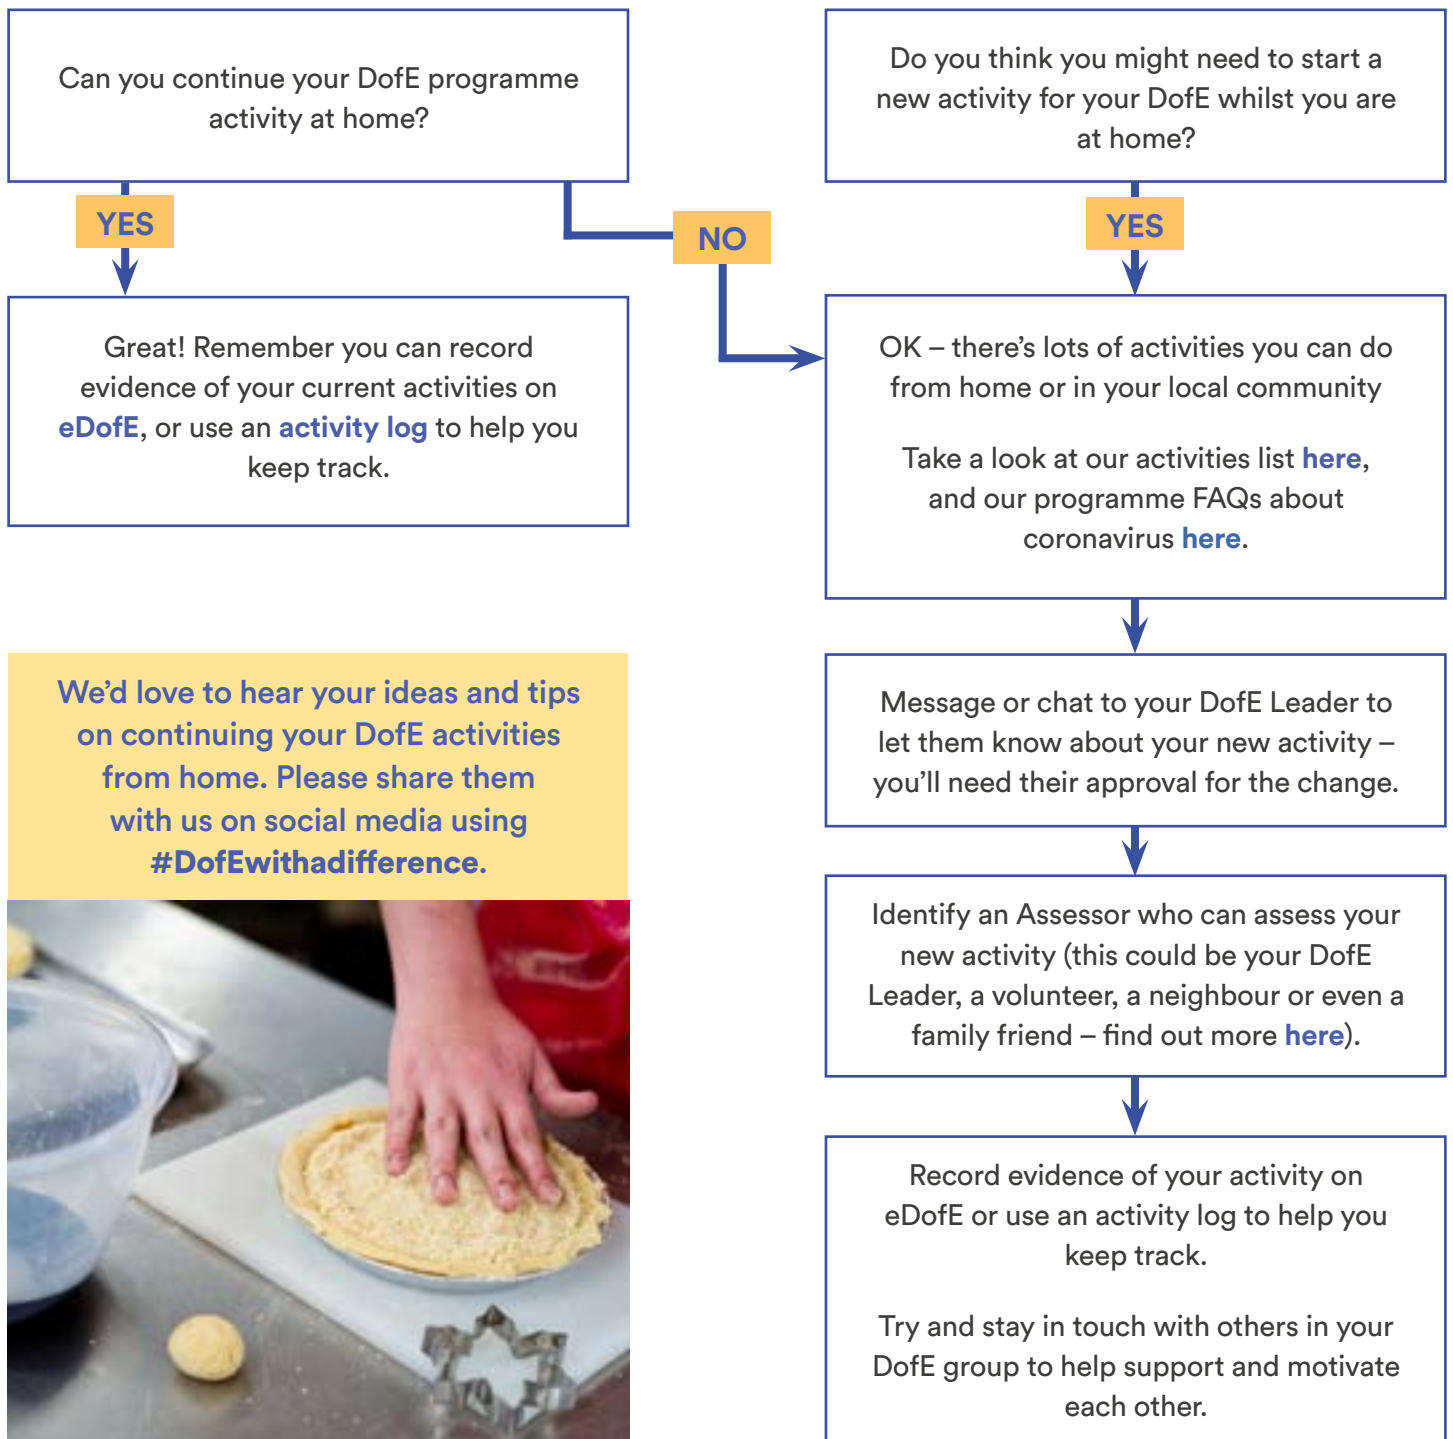 Can you continue your DofE programme
activity at home?
YES
NO
Great! Remember you can record
evidence of your current activities on
eDofE, or use an activity log to help you
keep track.
Do you think you might need to start a
new activity for your DofE whilst you are
at home?
YES
OK – there’s lots of activities you can do
from home or in your local community
Take a look at our activities list here,
and our programme FAQs about
coronavirus here.
Message or chat to your DofE Leader to
let them know about your new activity –
you’ll need their approval for the change.
Identify an Assessor who can assess your
new activity (this could be your DofE
Leader, a volunteer, a neighbour or even a
family friend – find out more here).
Record evidence of your activity on
eDofE or use an activity log to help you
keep track.
Try and stay in touch with others in your
DofE group to help support and motivate
each other.
We’d love to hear your ideas and tips
on continuing your DofE activities
from home. Please share them
with us on social media using
#DofEwithadifference.